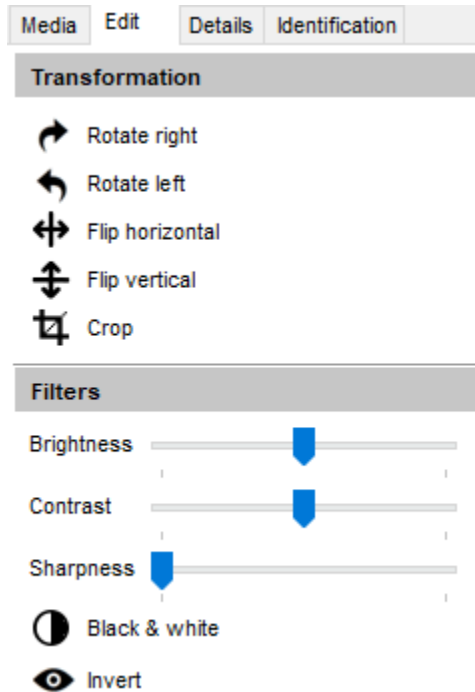 Media Edit Details Identification
Transformation
Rotate right
Rotate left
Flip horizontal
Flip vertical
Crop
Filters
Brightness
Contrast
Sharpness
Black & white
Invert